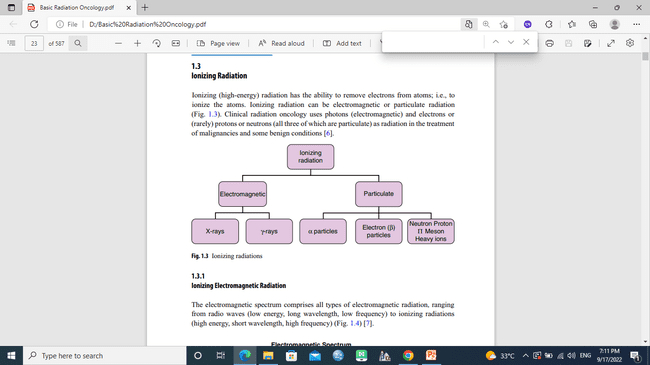 Basic Radiation Oncology.pdf
File | D:/Basic%20Radiation%20Oncology.pdf
23 of 587
Page view
Read aloud
Add text
1.3
Ionizing Radiation
Ionizing (high-energy) radiation has the ability to remove electrons from atoms; i.e., to
ionize the atoms. Ionizing radiation can be electromagnetic or particulate radiation
(Fig. 1.3). Clinical radiation oncology uses photons (electromagnetic) and electrons or
(rarely) protons or neutrons (all three of which are particulate) as radiation in the treatment
of malignancies and some benign conditions [6].
Ionizing
radiation
Electromagnetic
Particulate
X-rays
γ-rays
α particles
Electron (β)
particles
Neutron Proton
Π Meson
Heavy ions
Fig. 1.3 Ionizing radiations
1.3.1
Ionizing Electromagnetic Radiation
The electromagnetic spectrum comprises all types of electromagnetic radiation, ranging
from radio waves (low energy, long wavelength, low frequency) to ionizing radiations
(high energy, short wavelength, high frequency) (Fig. 1.4) [7].
Electromagnetic Spectrum
Type here to search
33°C
ENG
7:11 PM
9/17/2022